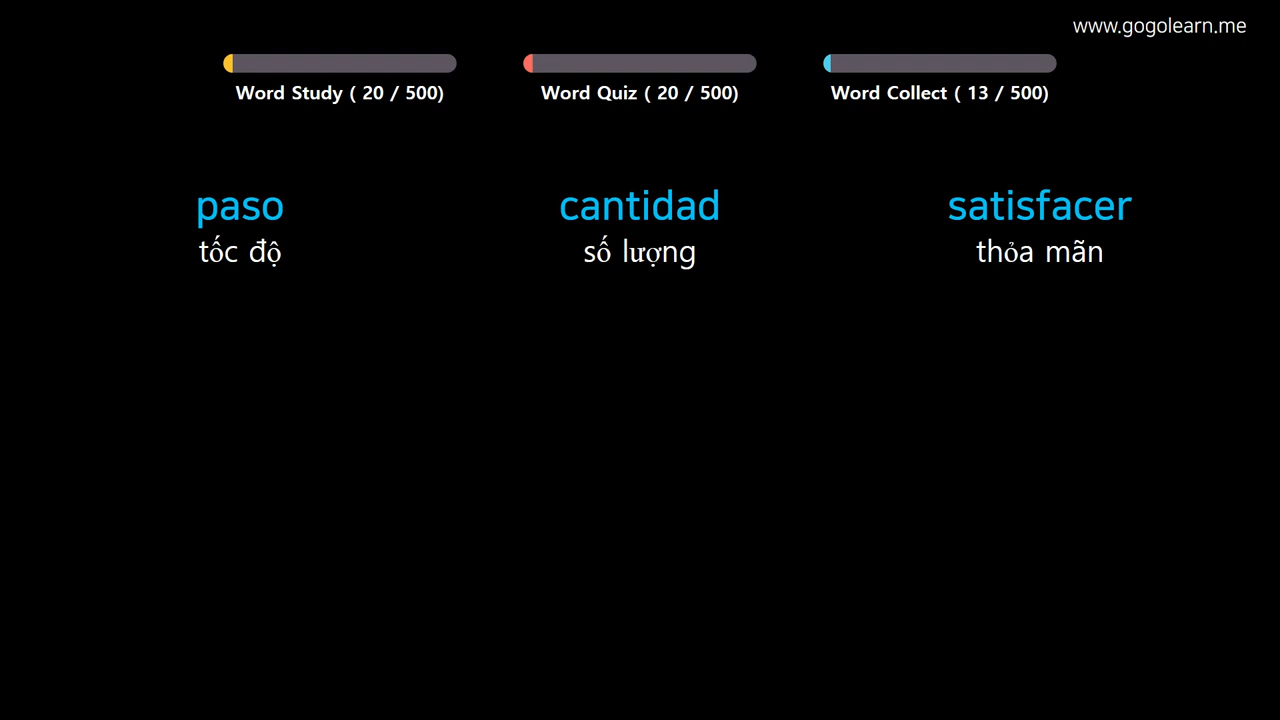 www.gogolearn.me
Word Study ( 20 / 500)
Word Quiz ( 20 / 500)
Word Collect ( 13 / 500)
paso
cantidad
satisfacer
tốc độ
số lượng
thỏa mãn